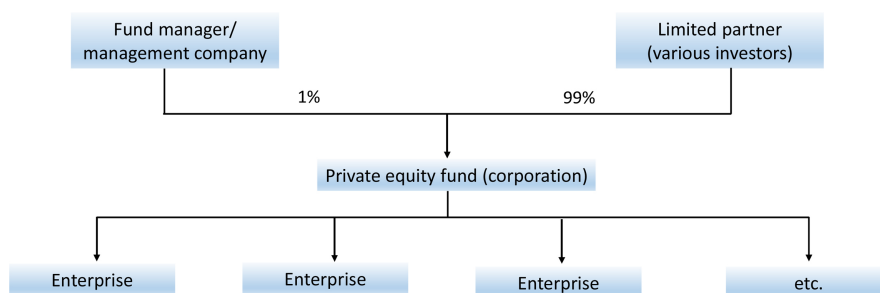 Fund manager/
management company
Limited partner
(various investors)
1%
99%
Private equity fund (corporation)
Enterprise
Enterprise
Enterprise
etc.